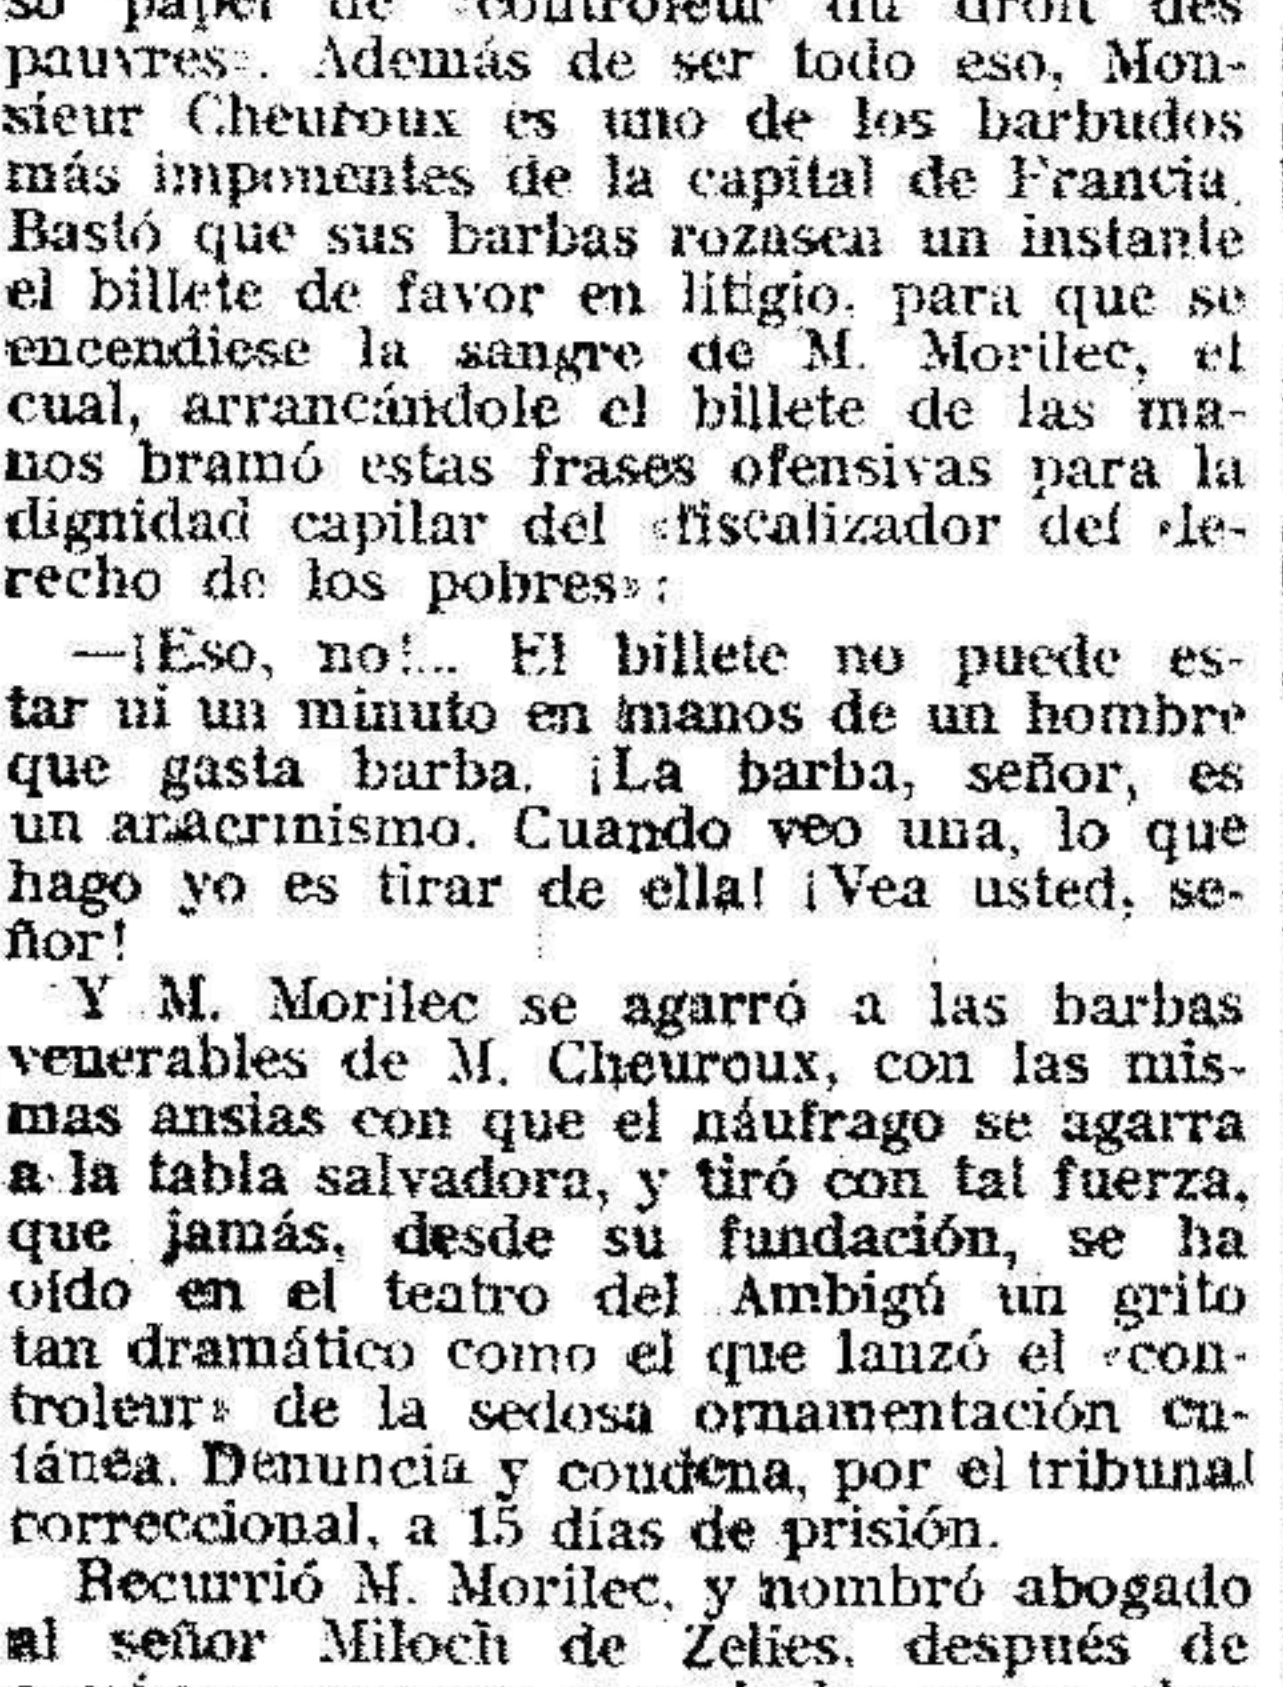 so papel de «controleur du droit des
pauvres». Además de ser todo eso, Mon-
sieur Cheuroux es uno de los barbudos
más imponentes de la capital de Francia.
Bastó que sus barbas rozasen un instante
el billete de favor en litigio, para que se
encendiese la sangre de M. Morilec, el
cual, arrancándole el billete de las ma-
nos bramó estas frases ofensivas para la
dignidad capilar del «fiscalizador del de-
recho de los pobres»:
—¡Eso, no!... El billete no puede es-
tar ni un minuto en manos de un hombre
que gasta barba. ¡La barba, señor, es
un anacrinismo. Cuando veo una, lo que
hago yo es tirar de ella! ¡Vea usted, se-
ñor!
Y M. Morilec se agarró a las barbas
venerables de M. Cheuroux, con las mis-
mas ansias con que el náufrago se agarra
a la tabla salvadora, y tiró con tal fuerza,
que jamás, desde su fundación, se ha
oído en el teatro del Ambigú un grito
tan dramático como el que lanzó el «con-
troleur» de la sedosa ornamentación cu-
tánea. Denuncia y condena, por el tribunal
correccional, a 15 días de prisión.
Recurrió M. Morilec, y nombró abogado
al señor Miloch de Zelies, después de